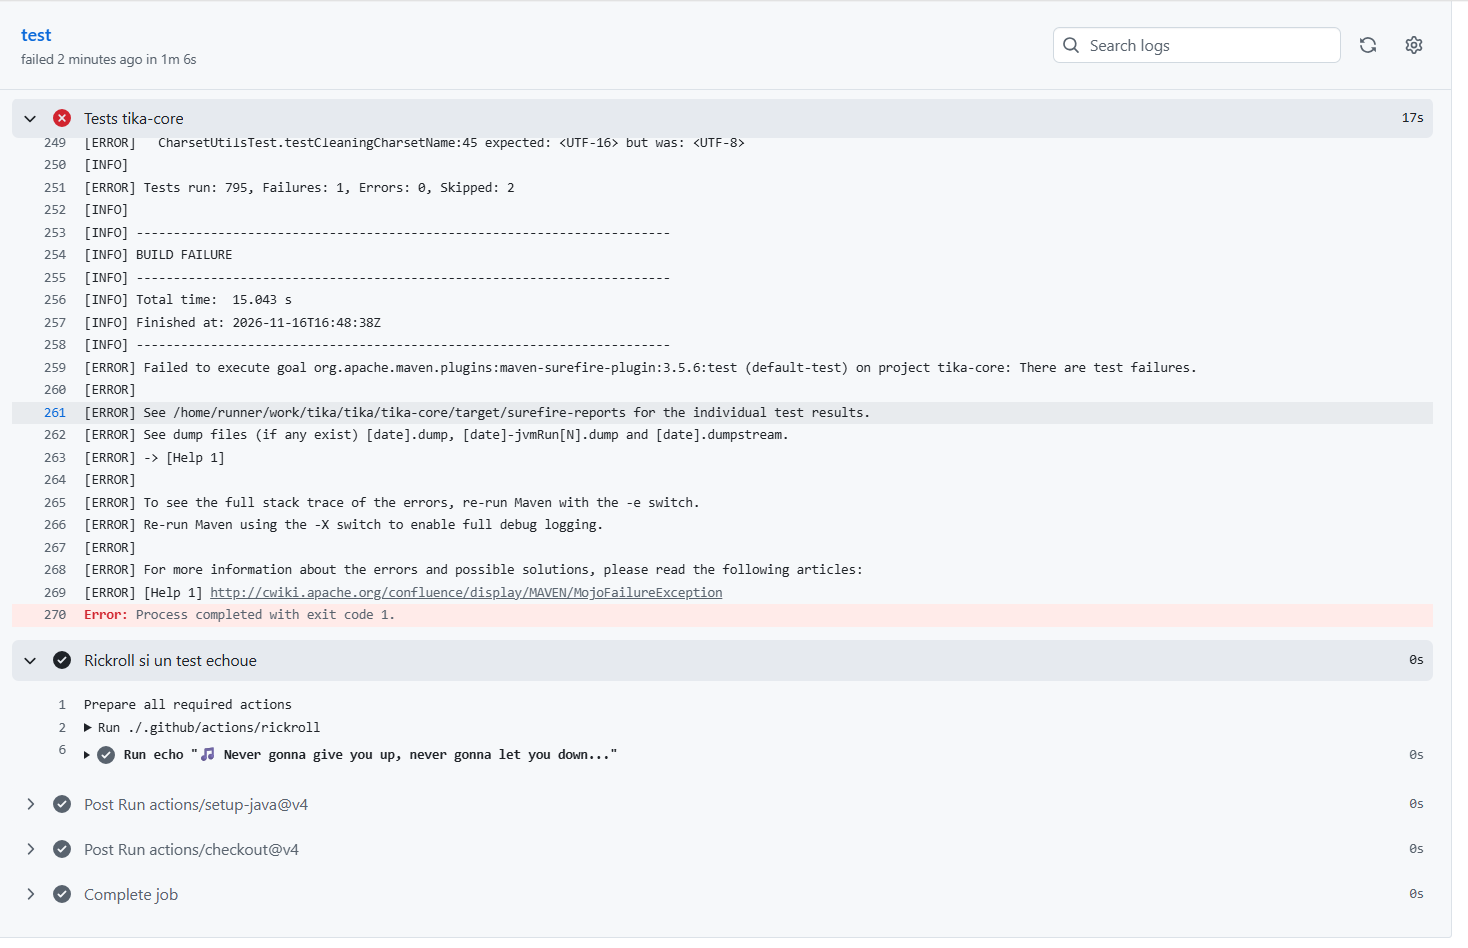 test
failed 2 minutes ago in 1m 6s
Search logs
Tests tika-core 17s
249 [ERROR]   CharsetUtilsTest.testCleaningCharsetName:45 expected: <UTF-16> but was: <UTF-8>
250 [INFO]
251 [ERROR] Tests run: 795, Failures: 1, Errors: 0, Skipped: 2
252 [INFO]
253 [INFO] ------------------------------------------------------------------------
254 [INFO] BUILD FAILURE
255 [INFO] ------------------------------------------------------------------------
256 [INFO] Total time:  15.043 s
257 [INFO] Finished at: 2026-11-16T16:48:38Z
258 [INFO] ------------------------------------------------------------------------
259 [ERROR] Failed to execute goal org.apache.maven.plugins:maven-surefire-plugin:3.5.6:test (default-test) on project tika-core: There are test failures.
260 [ERROR]
261 [ERROR] See /home/runner/work/tika/tika/tika-core/target/surefire-reports for the individual test results.
262 [ERROR] See dump files (if any exist) [date].dump, [date]-jvmRun[N].dump and [date].dumpstream.
263 [ERROR] -> [Help 1]
264 [ERROR]
265 [ERROR] To see the full stack trace of the errors, re-run Maven with the -e switch.
266 [ERROR] Re-run Maven using the -X switch to enable full debug logging.
267 [ERROR]
268 [ERROR] For more information about the errors and possible solutions, please read the following articles:
269 [ERROR] [Help 1] http://cwiki.apache.org/confluence/display/MAVEN/MojoFailureException
270 Error: Process completed with exit code 1.
Rickroll si un test echoue 0s
1 Prepare all required actions
2 Run ./.github/actions/rickroll
6 Run echo "🎵 Never gonna give you up, never gonna let you down..." 0s
Post Run actions/setup-java@v4 0s
Post Run actions/checkout@v4 0s
Complete job 0s